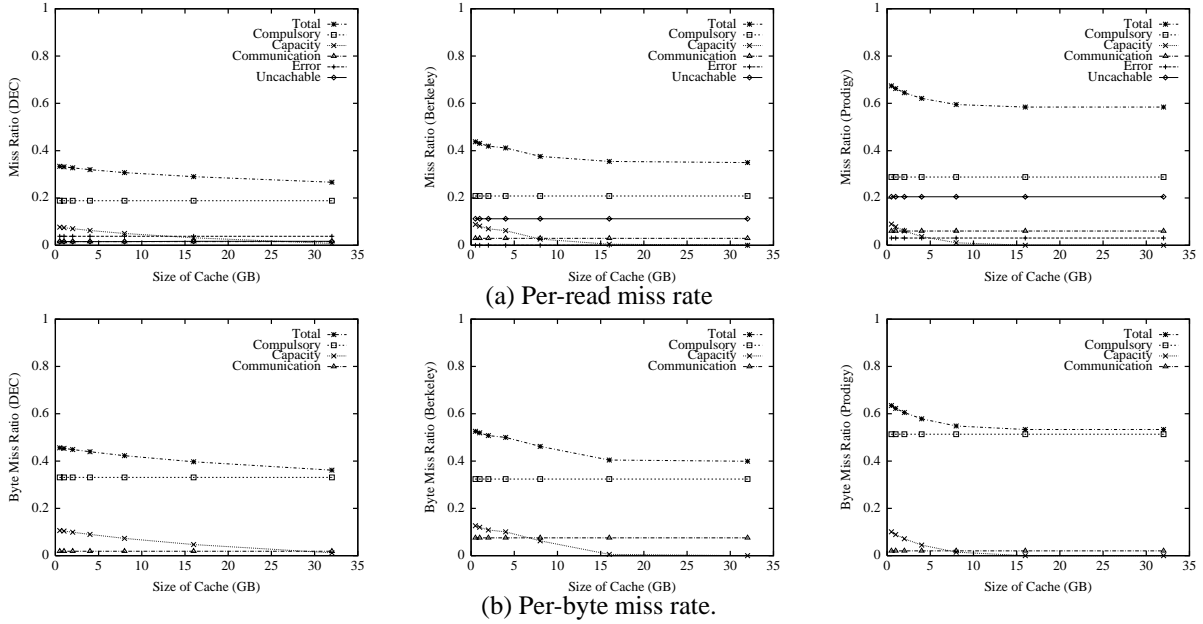 Miss Ratio (DEC)
1
0.8
0.6
0.4
0.2
0
Total
Compulsory
Capacity
Communication
Error
Uncachable
0 5 10 15 20 25 30 35
Size of Cache (GB)
Miss Ratio (Berkeley)
1
0.8
0.6
0.4
0.2
0
Total
Compulsory
Capacity
Communication
Error
Uncachable
0 5 10 15 20 25 30 35
Size of Cache (GB)
Miss Ratio (Prodigy)
1
0.8
0.6
0.4
0.2
0
Total
Compulsory
Capacity
Communication
Error
Uncachable
0 5 10 15 20 25 30 35
Size of Cache (GB)
(a) Per-read miss rate
Byte Miss Ratio (DEC)
1
0.8
0.6
0.4
0.2
0
Total
Compulsory
Capacity
Communication
0 5 10 15 20 25 30 35
Size of Cache (GB)
Byte Miss Ratio (Berkeley)
1
0.8
0.6
0.4
0.2
0
Total
Compulsory
Capacity
Communication
0 5 10 15 20 25 30 35
Size of Cache (GB)
Byte Miss Ratio (Prodigy)
1
0.8
0.6
0.4
0.2
0
Total
Compulsory
Capacity
Communication
0 5 10 15 20 25 30 35
Size of Cache (GB)
(b) Per-byte miss rate.